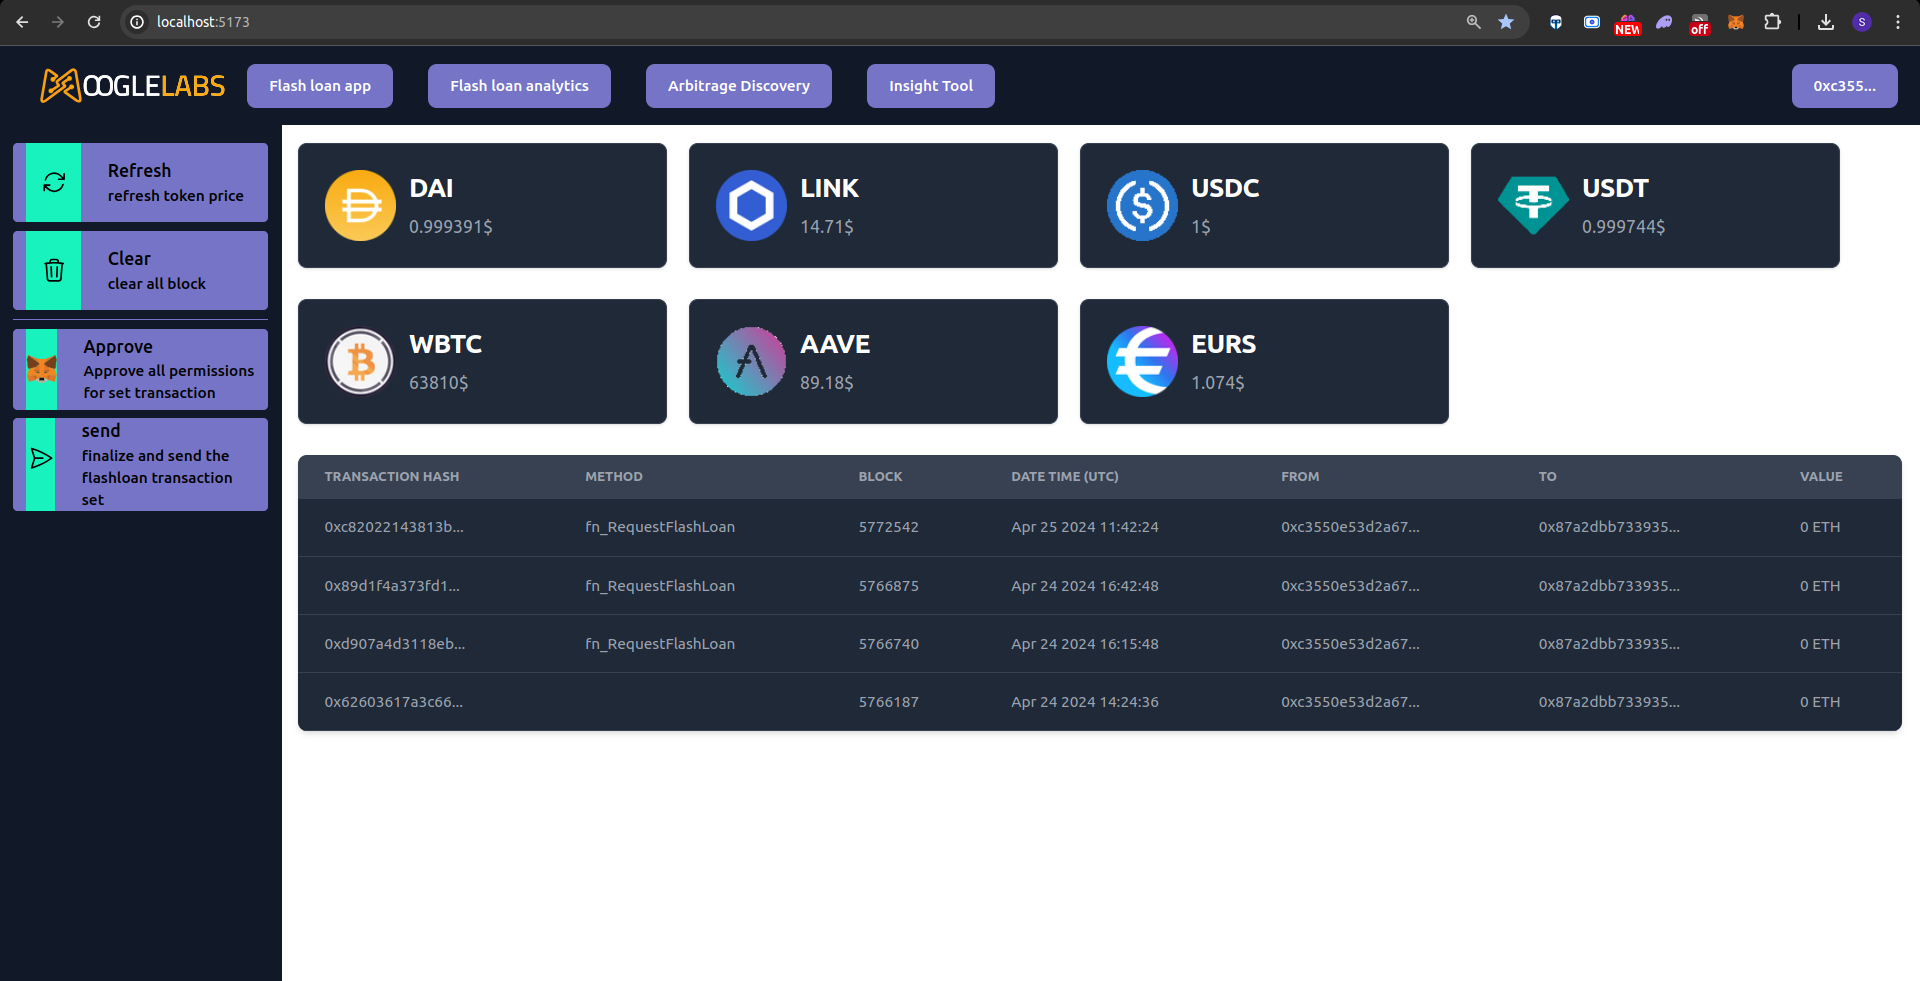 localhost:5173
NEW
off
S
OOGLELABS
Flash loan app
Flash loan analytics
Arbitrage Discovery
Insight Tool
0xc355...
Refresh
refresh token price
Clear
clear all block
Approve
Approve all permissions
for set transaction
send
finalize and send the
flashloan transaction
set
DAI
0.999391$
LINK
14.71$
USDC
1$
USDT
0.999744$
WBTC
63810$
AAVE
89.18$
EURS
1.074$
TRANSACTION HASH METHOD BLOCK DATE TIME (UTC) FROM TO VALUE
0xc82022143813b... fn_RequestFlashLoan 5772542 Apr 25 2024 11:42:24 0xc3550e53d2a67... 0x87a2dbb733935... 0 ETH
0x89d1f4a373fd1... fn_RequestFlashLoan 5766875 Apr 24 2024 16:42:48 0xc3550e53d2a67... 0x87a2dbb733935... 0 ETH
0xd907a4d3118eb... fn_RequestFlashLoan 5766740 Apr 24 2024 16:15:48 0xc3550e53d2a67... 0x87a2dbb733935... 0 ETH
0x62603617a3c66... 5766187 Apr 24 2024 14:24:36 0xc3550e53d2a67... 0x87a2dbb733935... 0 ETH